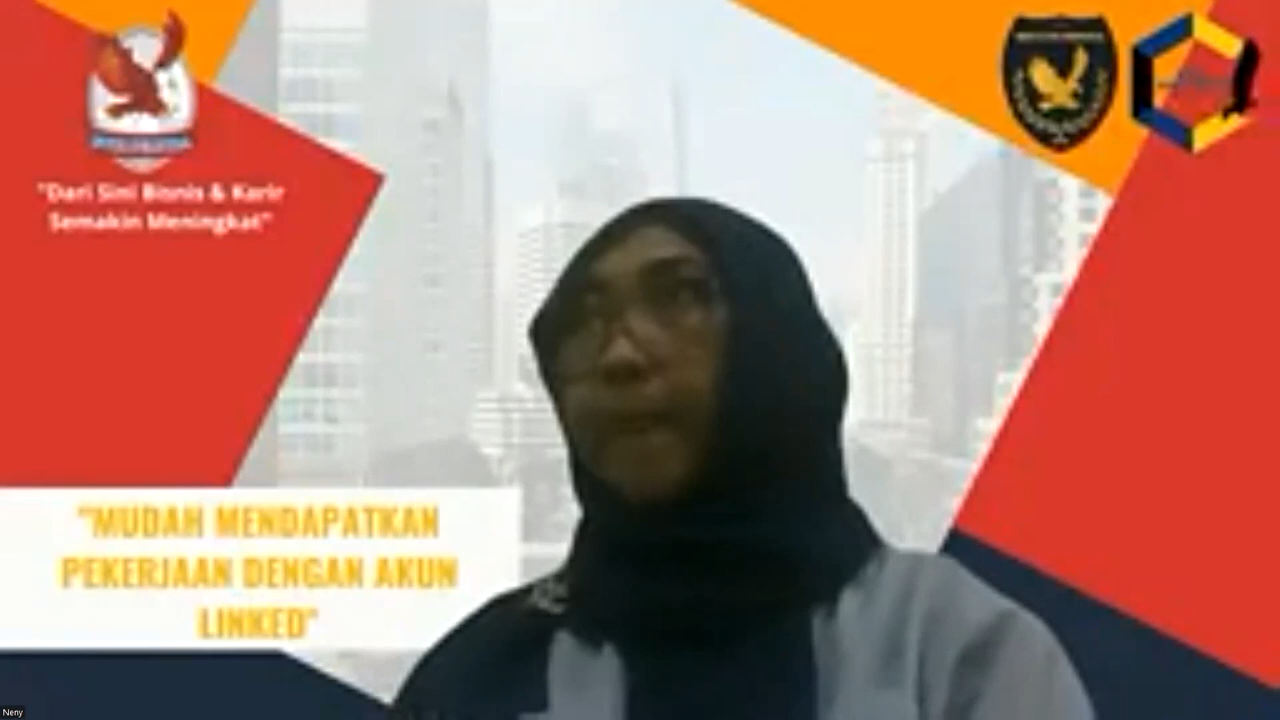 "Dari Sini Bisnis & Karir
Semakin Meningkat"
"MUDAH MENDAPATKAN
PEKERJAAN DENGAN AKUN
LINKED"
Neny